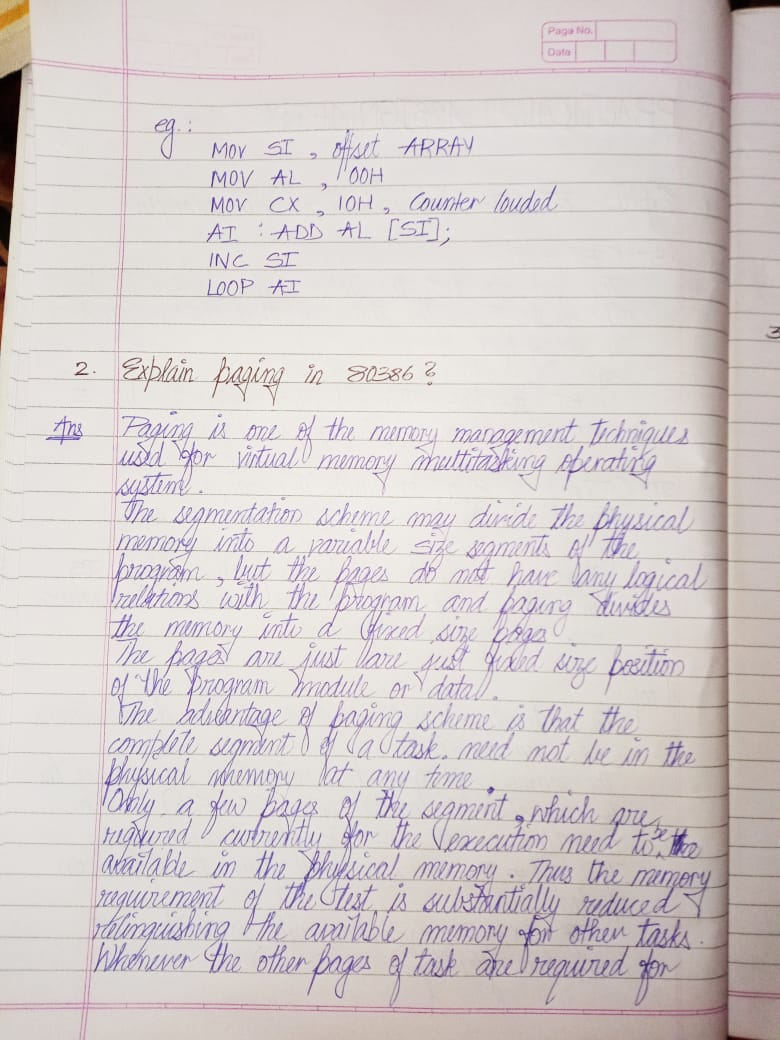 Page No.
Date
eg.:
MOV SI , offset ARRAY
MOV AL , 00H
MOV CX , 10H , Counter louded
AI : ADD AL [SI];
INC SI
LOOP AI
2. Explain paging in 80386?
Ans Paging is one of the memory management techniques
used for virtual memory multitasking operating
system.
The segmentation scheme may divide the physical
memory into a variable size segments of the
program, but the pages do not have any logical
relations with the program and paging divides
the memory into a fixed size pages.
The pages are just are just fixed size position
of the program module or data.
The advantage of paging scheme is that the
complete segment of a task. need not be in the
physical memory at any time.
Only a few pages of the segment, which are
required currently for the execution need to be
available in the physical memory. Thus the memory
requirement of the test is substantially reduced
relinguishing the available memory for other tasks.
Whenever the other pages of task are required for
3